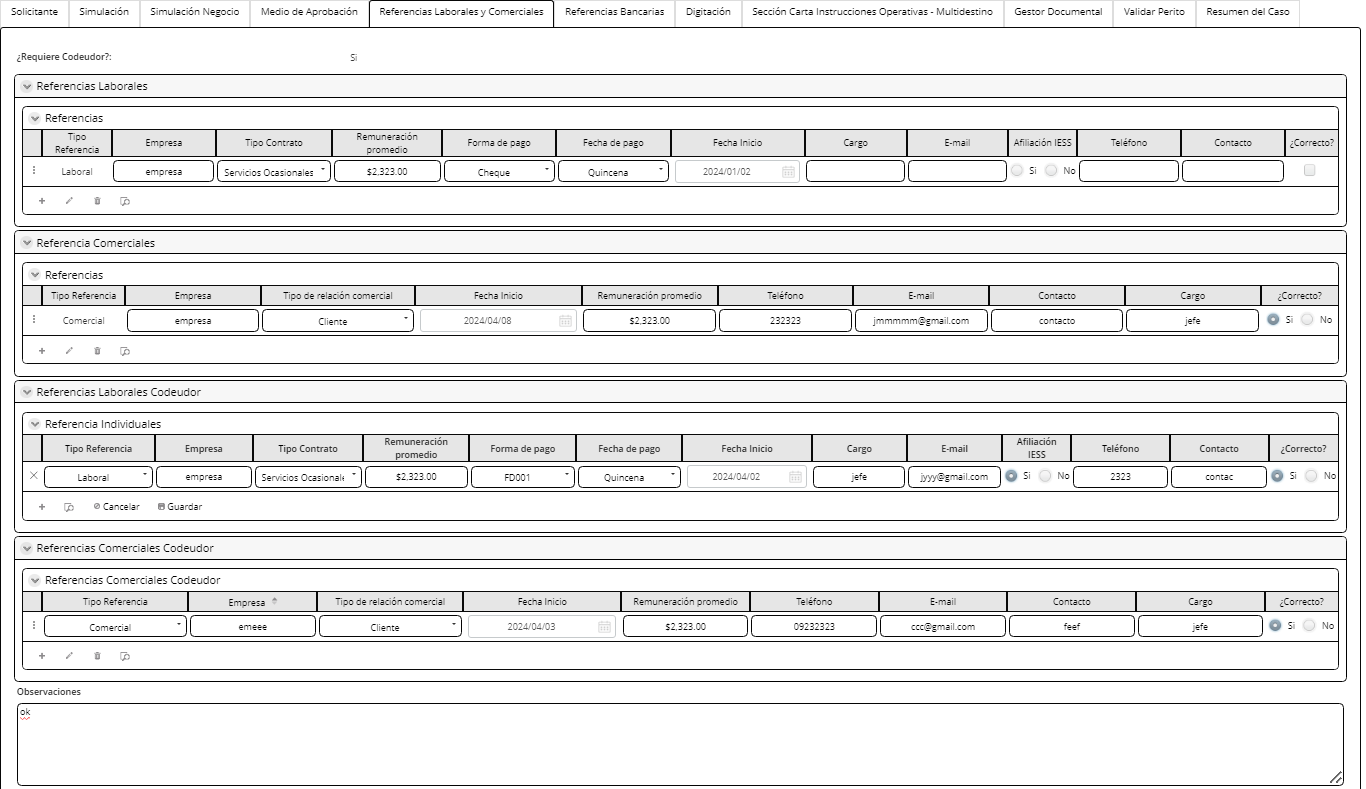 Solicitante Simulación Simulación Negocio Medio de Aprobación Referencias Laborales y Comerciales Referencias Bancarias Digitación Sección Carta Instrucciones Operativas - Multidestino Gestor Documental Validar Perito Resumen del Caso
¿Requiere Codeudor?: Si
Referencias Laborales
Referencias
Tipo Referencia Empresa Tipo Contrato Remuneración promedio Forma de pago Fecha de pago Fecha Inicio Cargo E-mail Afiliación IESS Teléfono Contacto ¿Correcto?
Laboral empresa Servicios Ocasionales $2,323.00 Cheque Quincena 2024/01/02 Si No
Referencia Comerciales
Referencias
Tipo Referencia Empresa Tipo de relación comercial Fecha Inicio Remuneración promedio Teléfono E-mail Contacto Cargo ¿Correcto?
Comercial empresa Cliente 2024/04/08 $2,323.00 232323 jmmmmm@gmail.com contacto jefe Si No
Referencias Laborales Codeudor
Referencia Individuales
Tipo Referencia Empresa Tipo Contrato Remuneración promedio Forma de pago Fecha de pago Fecha Inicio Cargo E-mail Afiliación IESS Teléfono Contacto ¿Correcto?
Laboral empresa Servicios Ocasionale $2,323.00 FD001 Quincena 2024/04/02 jefe jyyy@gmail.com Si No 2323 contac Si No
Cancelar Guardar
Referencias Comerciales Codeudor
Referencias Comerciales Codeudor
Tipo Referencia Empresa Tipo de relación comercial Fecha Inicio Remuneración promedio Teléfono E-mail Contacto Cargo ¿Correcto?
Comercial emeee Cliente 2024/04/03 $2,323.00 09232323 ccc@gmail.com feef jefe Si No
Observaciones
ok